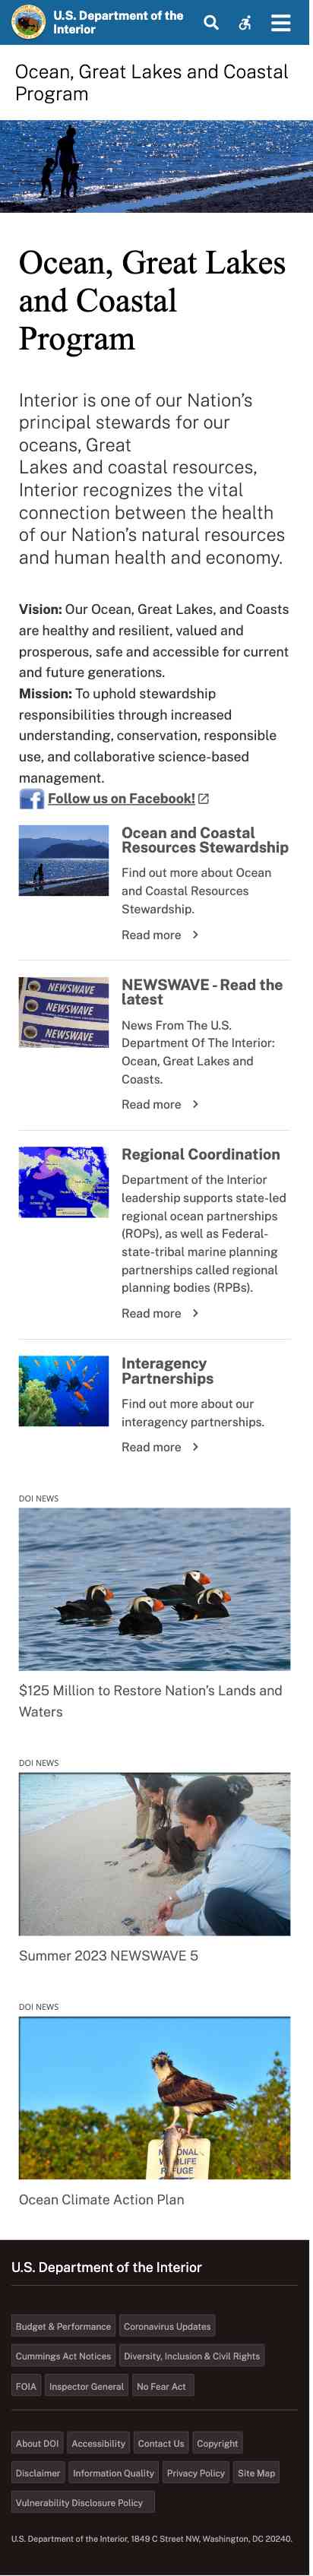 U.S. Department of the
Interior
Ocean, Great Lakes and Coastal
Program
Ocean, Great Lakes
and Coastal
Program
Interior is one of our Nation’s
principal stewards for our
oceans, Great
Lakes and coastal resources,
Interior recognizes the vital
connection between the health
of our Nation’s natural resources
and human health and economy.
Vision: Our Ocean, Great Lakes, and Coasts
are healthy and resilient, valued and
prosperous, safe and accessible for current
and future generations.
Mission: To uphold stewardship
responsibilities through increased
understanding, conservation, responsible
use, and collaborative science-based
management.
Follow us on Facebook!
Ocean and Coastal
Resources Stewardship
Find out more about Ocean
and Coastal Resources
Stewardship.
Read more
NEWSWAVE
NEWSWAVE
NEWSWAVE
NEWSWAVE - Read the
latest
News From The U.S.
Department Of The Interior:
Ocean, Great Lakes and
Coasts.
Read more
Regional Coordination
Department of the Interior
leadership supports state-led
regional ocean partnerships
(ROPs), as well as Federal-
state-tribal marine planning
partnerships called regional
planning bodies (RPBs).
Read more
Interagency
Partnerships
Find out more about our
interagency partnerships.
Read more
DOI NEWS
$125 Million to Restore Nation’s Lands and
Waters
DOI NEWS
Summer 2023 NEWSWAVE 5
DOI NEWS
Ocean Climate Action Plan
U.S. Department of the Interior
Budget & Performance Coronavirus Updates
Cummings Act Notices Diversity, Inclusion & Civil Rights
FOIA Inspector General No Fear Act
About DOI Accessibility Contact Us Copyright
Disclaimer Information Quality Privacy Policy Site Map
Vulnerability Disclosure Policy
U.S. Department of the Interior, 1849 C Street NW, Washington, DC 20240.